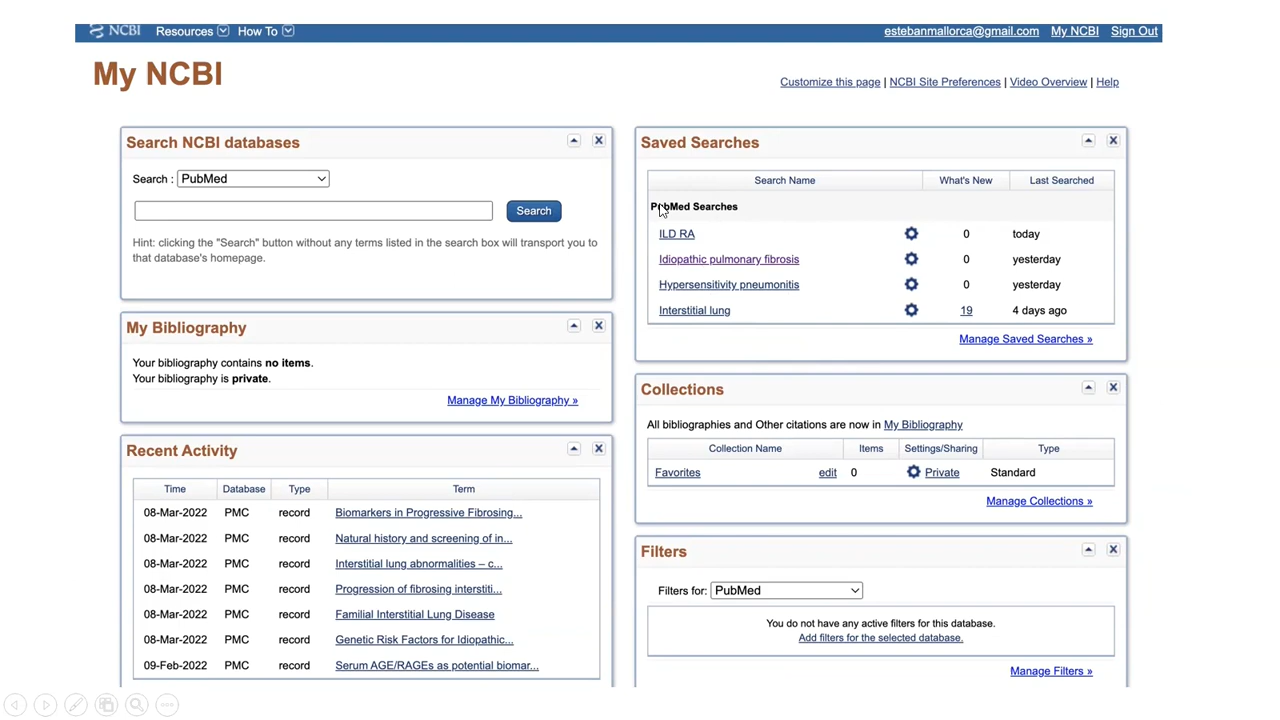 NCBI Resources How To estebanmallorca@gmail.com My NCBI Sign Out
My NCBI
Customize this page | NCBI Site Preferences | Video Overview | Help
Search NCBI databases
Search : PubMed
Search
Hint: clicking the "Search" button without any terms listed in the search box will transport you to
that database's homepage.
My Bibliography
Your bibliography contains no items.
Your bibliography is private.
Manage My Bibliography »
Recent Activity
Time Database Type Term
08-Mar-2022 PMC record Biomarkers in Progressive Fibrosing...
08-Mar-2022 PMC record Natural history and screening of in...
08-Mar-2022 PMC record Interstitial lung abnormalities – c...
08-Mar-2022 PMC record Progression of fibrosing interstiti...
08-Mar-2022 PMC record Familial Interstitial Lung Disease
08-Mar-2022 PMC record Genetic Risk Factors for Idiopathic...
09-Feb-2022 PMC record Serum AGE/RAGEs as potential biomar...
Saved Searches
Search Name What's New Last Searched
PubMed Searches
ILD RA 0 today
Idiopathic pulmonary fibrosis 0 yesterday
Hypersensitivity pneumonitis 0 yesterday
Interstitial lung 19 4 days ago
Manage Saved Searches »
Collections
All bibliographies and Other citations are now in My Bibliography
Collection Name Items Settings/Sharing Type
Favorites edit 0 Private Standard
Manage Collections »
Filters
Filters for: PubMed
You do not have any active filters for this database.
Add filters for the selected database.
Manage Filters »